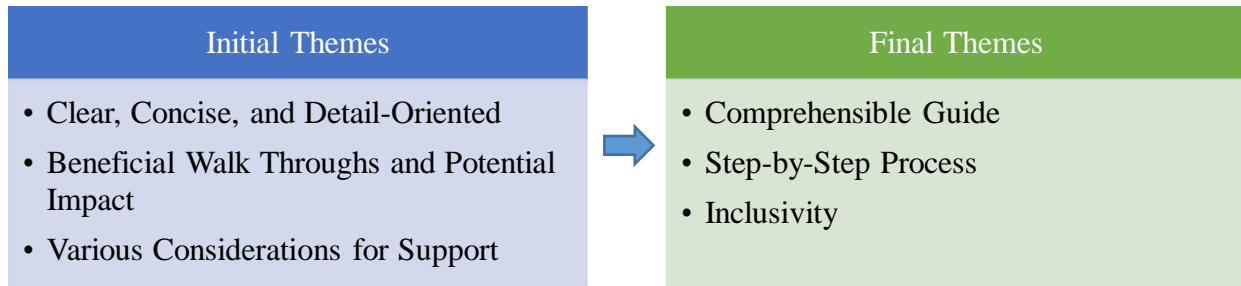 Initial Themes
• Clear, Concise, and Detail-Oriented
• Beneficial Walk Throughs and Potential
Impact
• Various Considerations for Support
Final Themes
• Comprehensible Guide
• Step-by-Step Process
• Inclusivity